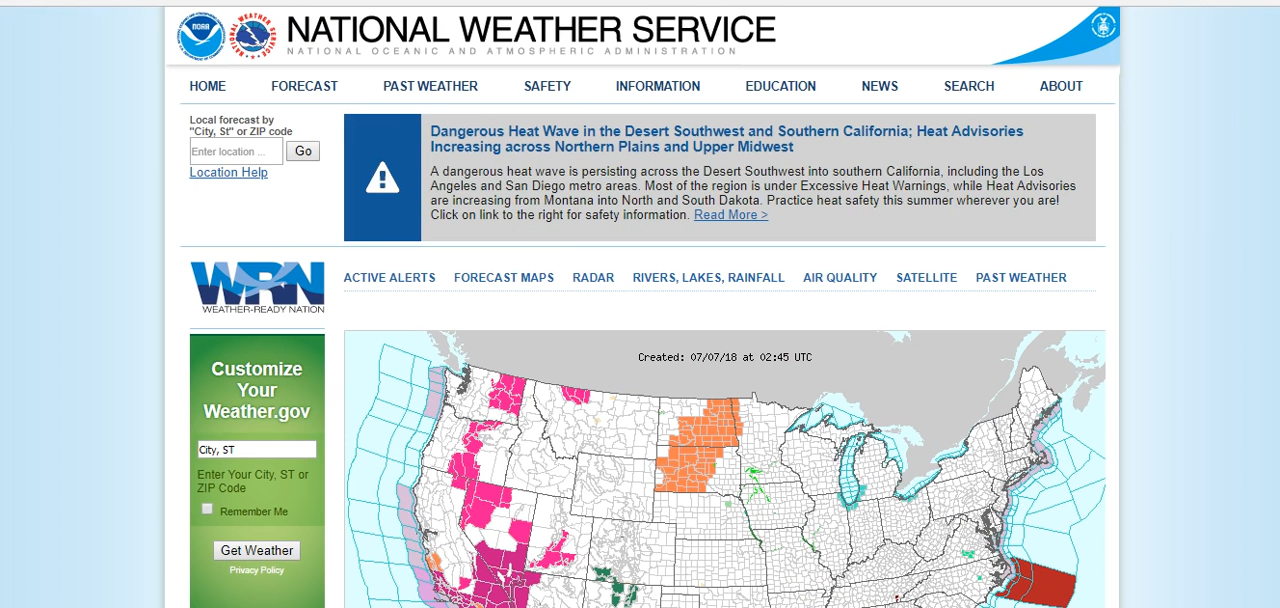 NOAA
NATIONAL WEATHER SERVICE
NATIONAL OCEANIC AND ATMOSPHERIC ADMINISTRATION
HOME FORECAST PAST WEATHER SAFETY INFORMATION EDUCATION NEWS SEARCH ABOUT
Local forecast by
"City, St" or ZIP code
Enter location ... Go
Location Help
Dangerous Heat Wave in the Desert Southwest and Southern California; Heat Advisories
Increasing across Northern Plains and Upper Midwest
A dangerous heat wave is persisting across the Desert Southwest into southern California, including the Los
Angeles and San Diego metro areas. Most of the region is under Excessive Heat Warnings, while Heat Advisories
are increasing from Montana into North and South Dakota. Practice heat safety this summer wherever you are!
Click on link to the right for safety information. Read More >
WRN
WEATHER-READY NATION
ACTIVE ALERTS FORECAST MAPS RADAR RIVERS, LAKES, RAINFALL AIR QUALITY SATELLITE PAST WEATHER
Customize
Your
Weather.gov
City, ST
Enter Your City, ST or
ZIP Code
Remember Me
Get Weather
Privacy Policy
Created: 07/07/18 at 02:45 UTC